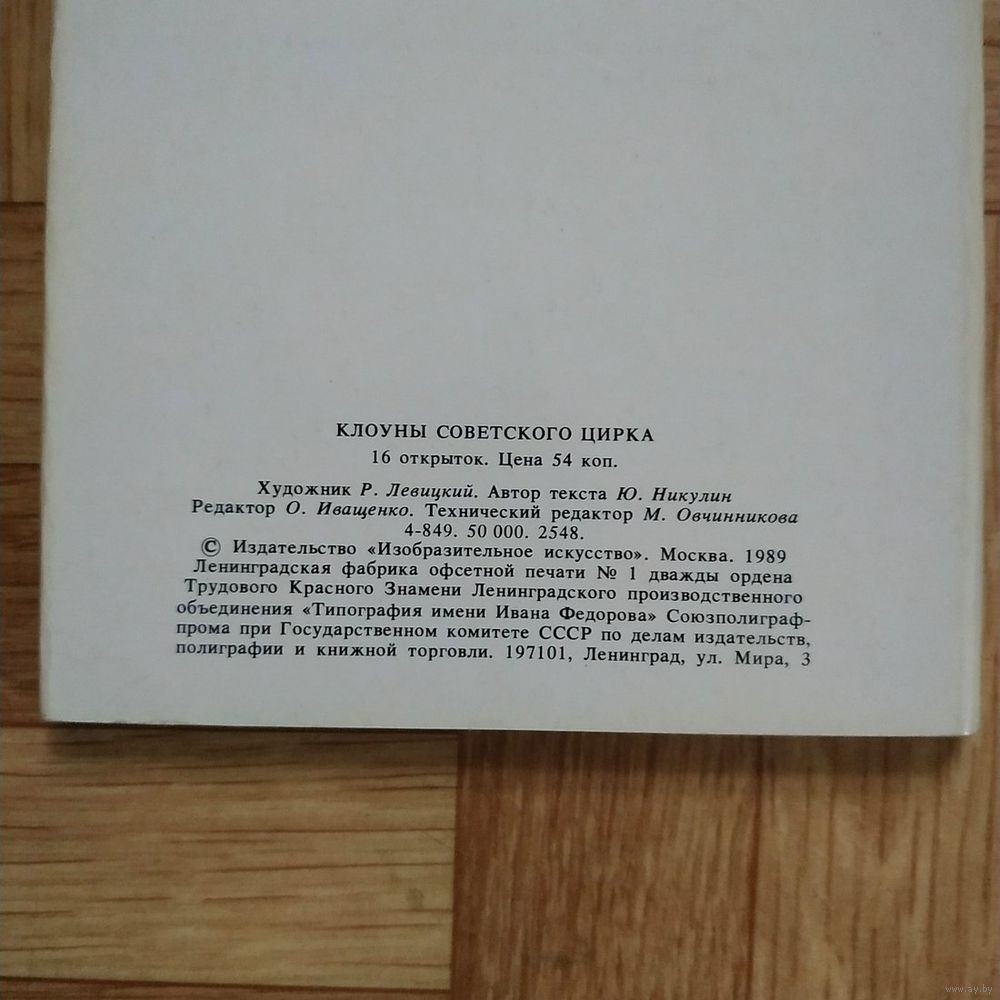 КЛОУНЫ СОВЕТСКОГО ЦИРКА
16 открыток. Цена 54 коп.
Художник Р. Левицкий. Автор текста Ю. Никулин
Редактор О. Иващенко. Технический редактор М. Овчинникова
4-849. 50 000. 2548.
© Издательство «Изобразительное искусство». Москва. 1989
Ленинградская фабрика офсетной печати № 1 дважды ордена
Трудового Красного Знамени Ленинградского производственного
объединения «Типография имени Ивана Федорова» Союзполиграф-
прома при Государственном комитете СССР по делам издательств,
полиграфии и книжной торговли. 197101, Ленинград, ул. Мира, 3
www.ay.by